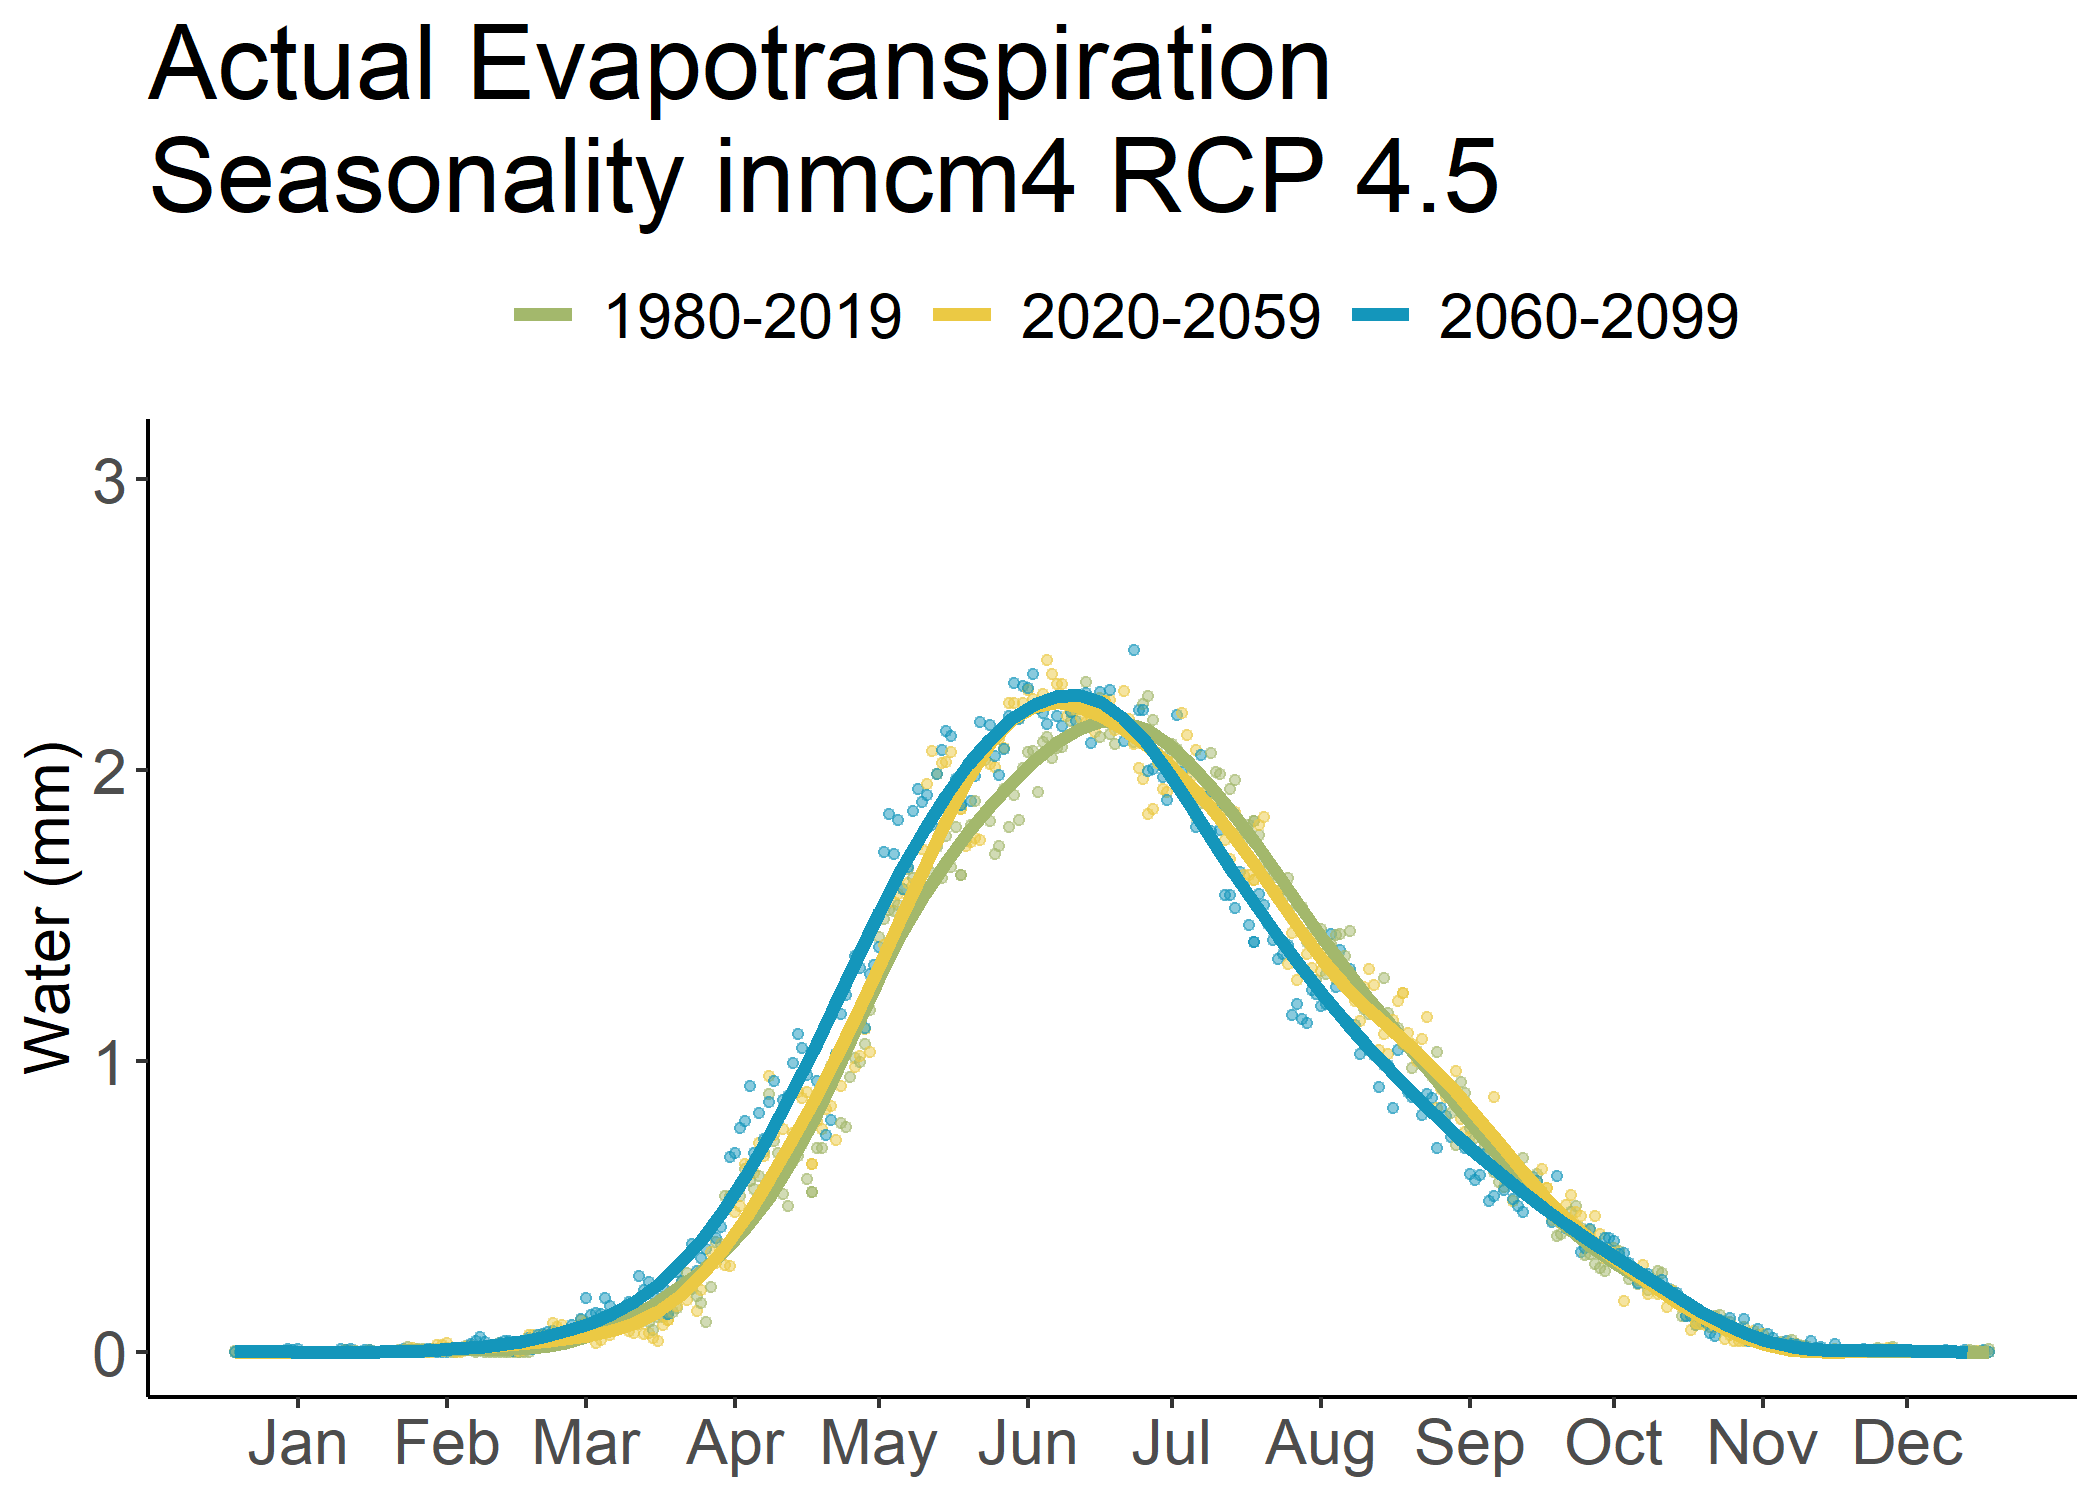 Actual Evapotranspiration
Seasonality inmcm4 RCP 4.5
1980-2019 2020-2059 2060-2099
3
2
1
0
Water (mm)
Jan Feb Mar Apr May Jun Jul Aug Sep Oct Nov Dec